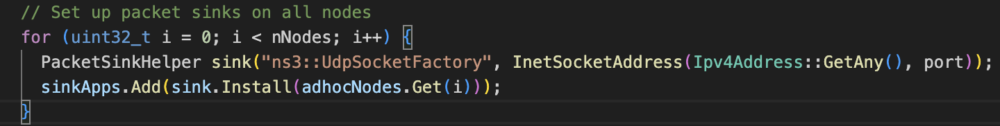 // Set up packet sinks on all nodes
for (uint32_t i = 0; i < nNodes; i++) {
  PacketSinkHelper sink("ns3::UdpSocketFactory", InetSocketAddress(Ipv4Address::GetAny(), port));
  sinkApps.Add(sink.Install(adhocNodes.Get(i)));
}